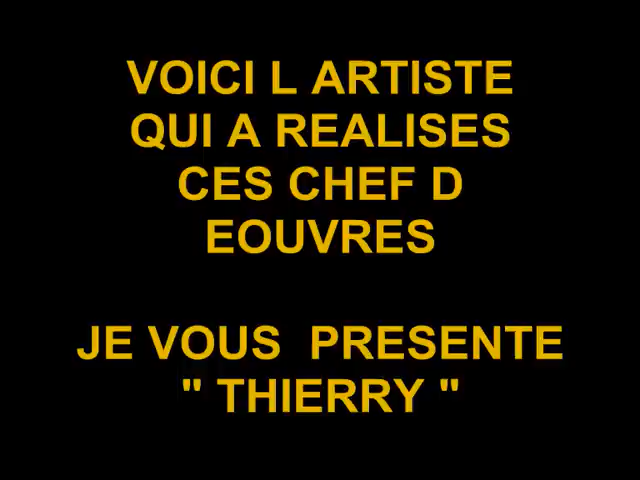 VOICI L ARTISTE
QUI A REALISES
CES CHEF D
EOUVRES
JE VOUS  PRESENTE
" THIERRY "